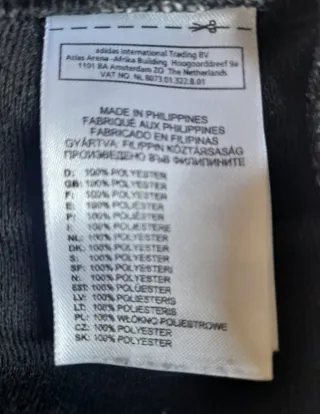 adidas International Trading BV
Atlas Arena -Afrika Building Hoogoorddreef 9a
1101 BA Amsterdam ZO The Netherlands
VAT NO. NL 8073.01.322.B.01
MADE IN PHILIPPINES
FABRIQUÉ AUX PHILIPPINES
FABRICADO EN FILIPINAS
GYÁRTVA: FILIPPIN KÖZTÁRSASÁG
ПРОИЗВЕДЕНО ВЪВ ФИЛИПИНИТЕ
D: 100% POLYESTER
GB: 100% POLYESTER
F: 100% POLYESTER
E: 100% POLIÉSTER
P: 100% POLIÉSTER
I: 100% POLIESTERE
NL: 100% POLYESTER
DK: 100% POLYESTER
S: 100% POLYESTER
SF: 100% POLYESTERI
N: 100% POLYESTER
EST: 100% POLÜESTER
LV: 100% POLIESTERIS
LT: 100% POLIESTERIS
PL: 100% WŁÓKNO POLIESTROWE
CZ: 100% POLYESTER
SK: 100% POLYESTER